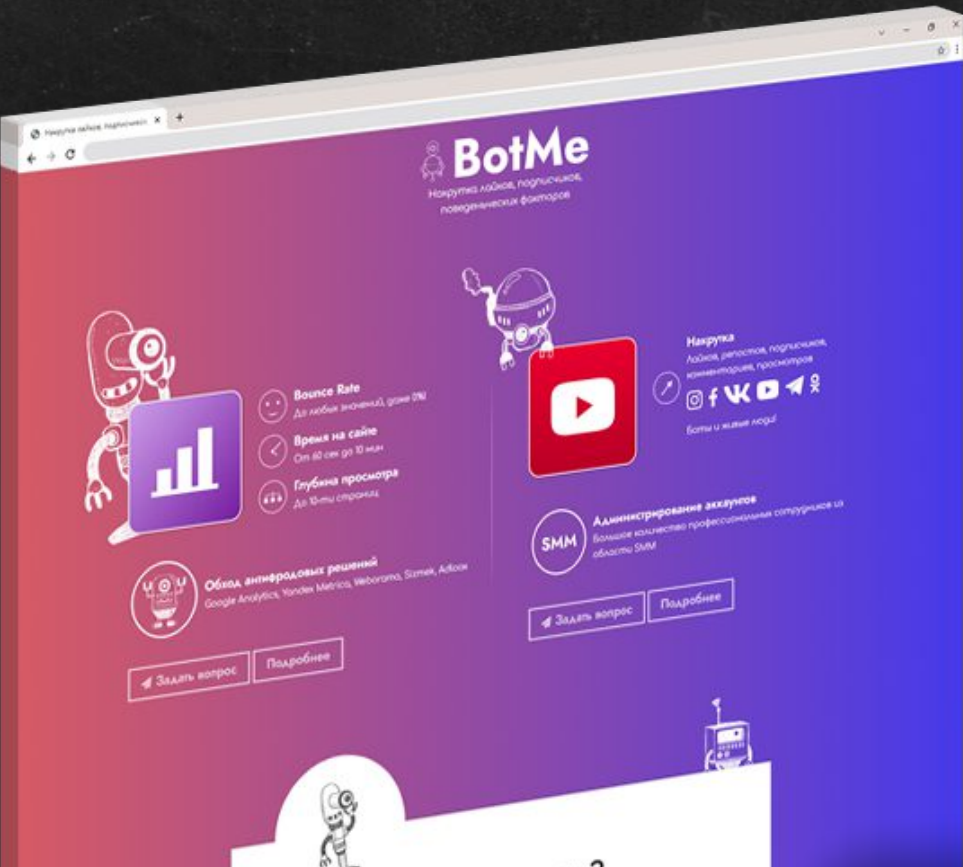 Накрутка лайков, подписчиков
BotMe
Накрутка лайков, подписчиков,
поведенческих факторов
Bounce Rate
До любых значений, даже 0%!
Время на сайте
От 60 сек до 10 мин
Глубина просмотра
До 10-ти страниц
Обход антифродовых решений
Google Analytics, Yandex Metrica, Weborama, Sizmek, Adloox
Задать вопрос
Подробнее
Накрутка
Лайков, репостов, подписчиков,
комментариев, просмотров
Боты и живые люди!
SMM
Администрирование аккаунтов
Большое количество профессиональных сотрудников из
области SMM
Задать вопрос
Подробнее